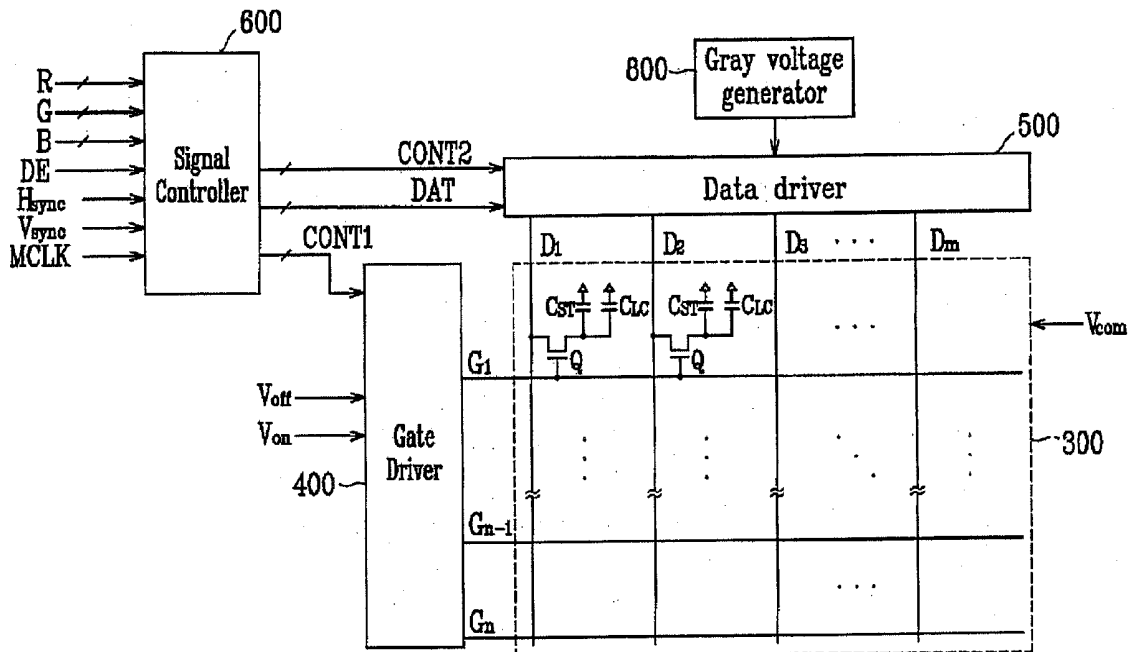 600
R
G
B
DE
Hsync
Vsync
MCLK
Signal
Controller
CONT2
DAT
CONT1
800
Gray voltage
generator
500
Data driver
D1
D2
D3
. . .
Dm
CST
CLC
CST
CLC
. . .
Vcom
Q
Q
G1
Voff
Von
Gate
Driver
400
300
Gn-1
. . .
Gn